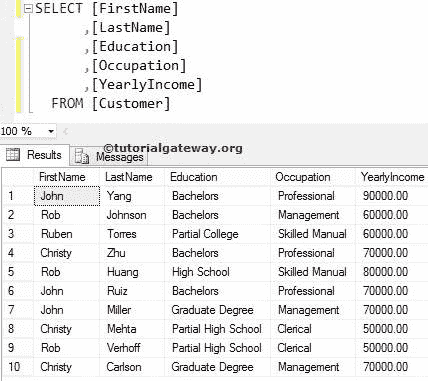 SELECT [FirstName]
,[LastName]
,[Education]
,[Occupation]
,[YearlyIncome]
FROM [Customer]
100 %
©tutorialgateway.org
Results Messages
FirstName LastName Education Occupation YearlyIncome
1 John Yang Bachelors Professional 90000.00
2 Rob Johnson Bachelors Management 60000.00
3 Ruben Torres Partial College Skilled Manual 60000.00
4 Christy Zhu Bachelors Professional 70000.00
5 Rob Huang High School Skilled Manual 80000.00
6 John Ruiz Bachelors Professional 70000.00
7 John Miller Graduate Degree Management 70000.00
8 Christy Mehta Partial High School Clerical 50000.00
9 Rob Verhoff Partial High School Clerical 50000.00
10 Christy Carlson Graduate Degree Management 70000.00